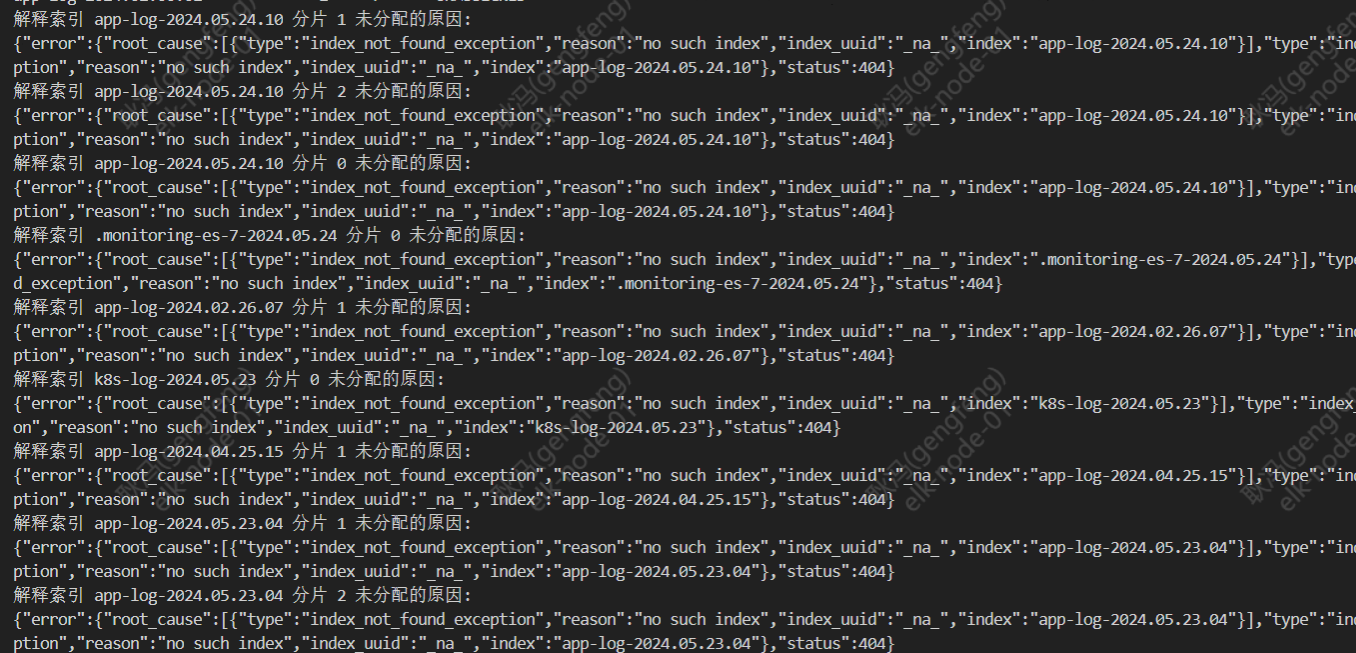 解释索引 app-log-2024.05.24.10 分片 1 未分配的原因:
{"error":{"root_cause":[{"type":"index_not_found_exception","reason":"no such index","index_uuid":"_na_","index":"app-log-2024.05.24.10"}],"type":"ind
ption","reason":"no such index","index_uuid":"_na_","index":"app-log-2024.05.24.10"},"status":404}
解释索引 app-log-2024.05.24.10 分片 2 未分配的原因:
{"error":{"root_cause":[{"type":"index_not_found_exception","reason":"no such index","index_uuid":"_na_","index":"app-log-2024.05.24.10"}],"type":"ind
ption","reason":"no such index","index_uuid":"_na_","index":"app-log-2024.05.24.10"},"status":404}
解释索引 app-log-2024.05.24.10 分片 0 未分配的原因:
{"error":{"root_cause":[{"type":"index_not_found_exception","reason":"no such index","index_uuid":"_na_","index":"app-log-2024.05.24.10"}],"type":"ind
ption","reason":"no such index","index_uuid":"_na_","index":"app-log-2024.05.24.10"},"status":404}
解释索引 .monitoring-es-7-2024.05.24 分片 0 未分配的原因:
{"error":{"root_cause":[{"type":"index_not_found_exception","reason":"no such index","index_uuid":"_na_","index":".monitoring-es-7-2024.05.24"}],"type
d_exception","reason":"no such index","index_uuid":"_na_","index":".monitoring-es-7-2024.05.24"},"status":404}
解释索引 app-log-2024.02.26.07 分片 1 未分配的原因:
{"error":{"root_cause":[{"type":"index_not_found_exception","reason":"no such index","index_uuid":"_na_","index":"app-log-2024.02.26.07"}],"type":"ind
ption","reason":"no such index","index_uuid":"_na_","index":"app-log-2024.02.26.07"},"status":404}
解释索引 k8s-log-2024.05.23 分片 0 未分配的原因:
{"error":{"root_cause":[{"type":"index_not_found_exception","reason":"no such index","index_uuid":"_na_","index":"k8s-log-2024.05.23"}],"type":"index_
on","reason":"no such index","index_uuid":"_na_","index":"k8s-log-2024.05.23"},"status":404}
解释索引 app-log-2024.04.25.15 分片 1 未分配的原因:
{"error":{"root_cause":[{"type":"index_not_found_exception","reason":"no such index","index_uuid":"_na_","index":"app-log-2024.04.25.15"}],"type":"ind
ption","reason":"no such index","index_uuid":"_na_","index":"app-log-2024.04.25.15"},"status":404}
解释索引 app-log-2024.05.23.04 分片 1 未分配的原因:
{"error":{"root_cause":[{"type":"index_not_found_exception","reason":"no such index","index_uuid":"_na_","index":"app-log-2024.05.23.04"}],"type":"ind
ption","reason":"no such index","index_uuid":"_na_","index":"app-log-2024.05.23.04"},"status":404}
解释索引 app-log-2024.05.23.04 分片 2 未分配的原因:
{"error":{"root_cause":[{"type":"index_not_found_exception","reason":"no such index","index_uuid":"_na_","index":"app-log-2024.05.23.04"}],"type":"ind
ption","reason":"no such index","index_uuid":"_na_","index":"app-log-2024.05.23.04"},"status":404}